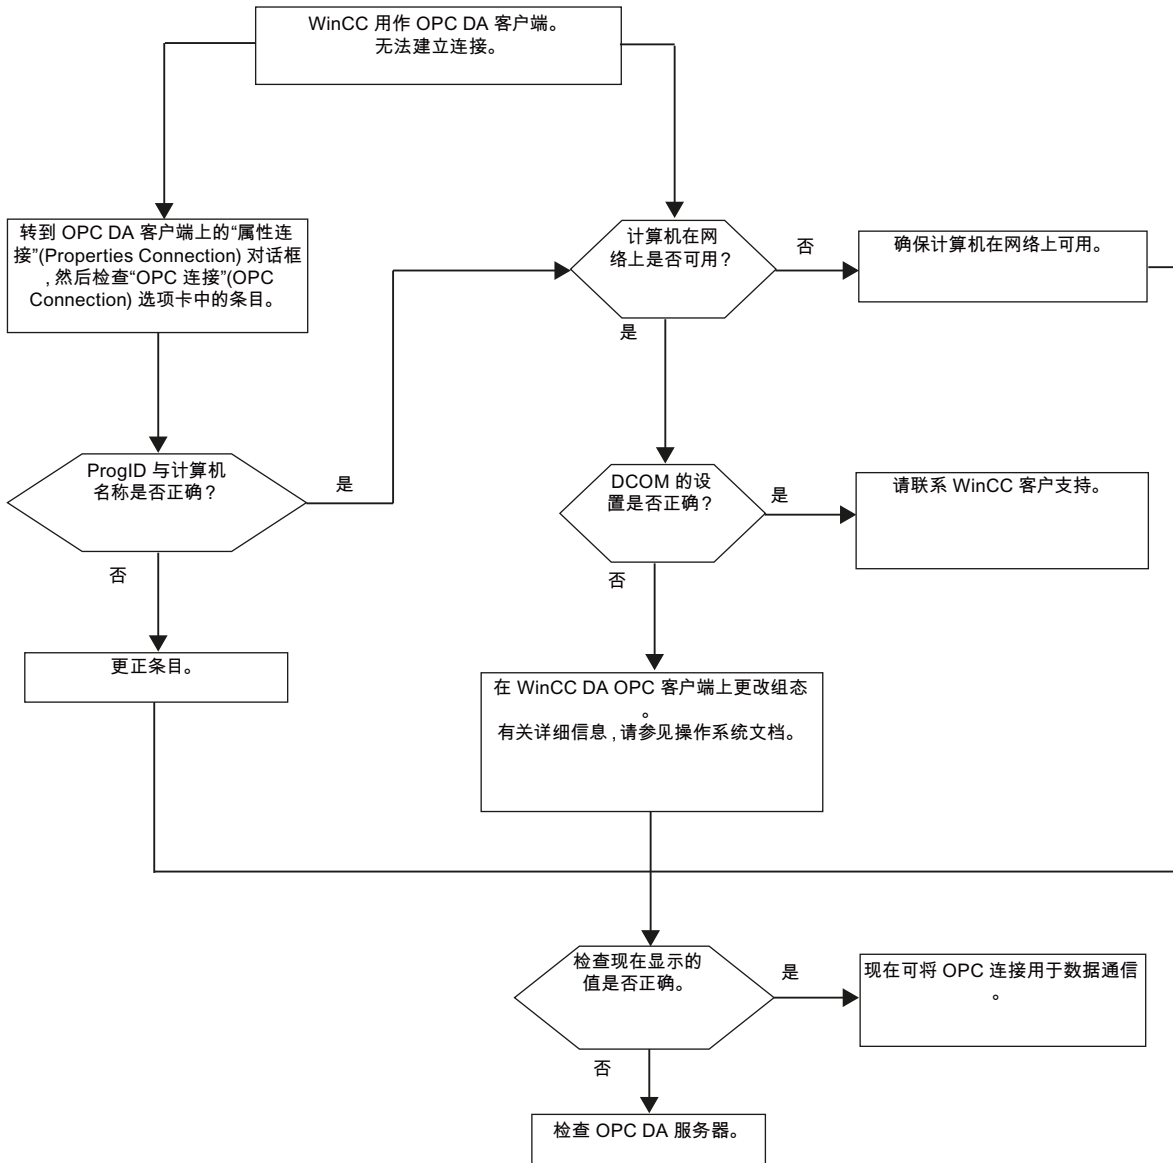 WinCC 用作 OPC DA 客户端。
无法建立连接。
转到 OPC DA 客户端上的“属性连
接”(Properties Connection) 对话框
,然后检查“OPC 连接”(OPC
Connection) 选项卡中的条目。
计算机在网
络上是否可用？
否
确保计算机在网络上可用。
是
ProgID 与计算机
名称是否正确？
是
DCOM 的设
置是否正确？
是
请联系 WinCC 客户支持。
否
否
更正条目。
在 WinCC DA OPC 客户端上更改组态
。
有关详细信息,请参见操作系统文档。
检查现在显示的
值是否正确。
是
现在可将 OPC 连接用于数据通信
。
否
检查 OPC DA 服务器。